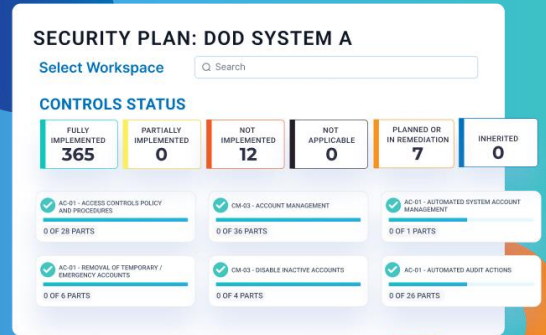 SECURITY PLAN: DOD SYSTEM A
Select Workspace
Search
CONTROLS STATUS
FULLY
IMPLEMENTED
365
PARTIALLY
IMPLEMENTED
0
NOT
IMPLEMENTED
12
NOT
APPLICABLE
0
PLANNED OR
IN REMEDIATION
7
INHERITED
0
AC-01 - ACCESS CONTROLS POLICY
AND PROCEDURES
0 OF 28 PARTS
CM-03 - ACCOUNT MANAGEMENT
0 OF 36 PARTS
AC-01 - AUTOMATED SYSTEM ACCOUNT
MANAGEMENT
0 OF 1 PARTS
AC-01 - REMOVAL OF TEMPORARY /
EMERGENCY ACCOUNTS
0 OF 6 PARTS
CM-03 - DISABLE INACTIVE ACCOUNTS
0 OF 4 PARTS
AC-01 - AUTOMATED AUDIT ACTIONS
0 OF 26 PARTS